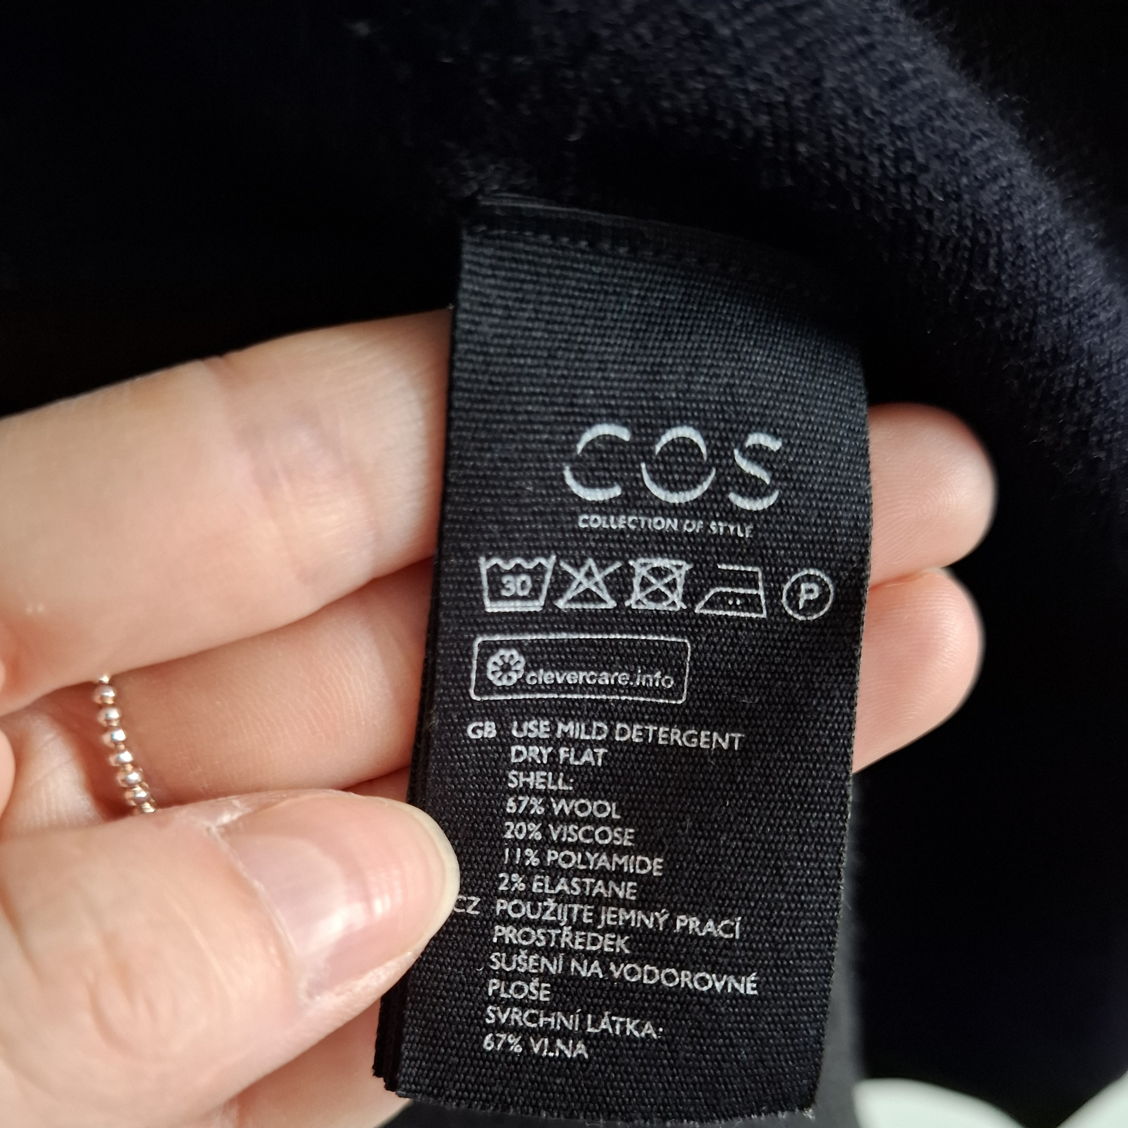 COS
COLLECTION OF STYLE
30
P
clevercare.info
GB USE MILD DETERGENT
DRY FLAT
SHELL:
67% WOOL
20% VISCOSE
11% POLYAMIDE
2% ELASTANE
CZ POUŽIJTE JEMNÝ PRACÍ
PROSTŘEDEK
SUŠENÍ NA VODOROVNÉ
PLOŠE
SVRCHNÍ LÁTKA:
67% VLNA